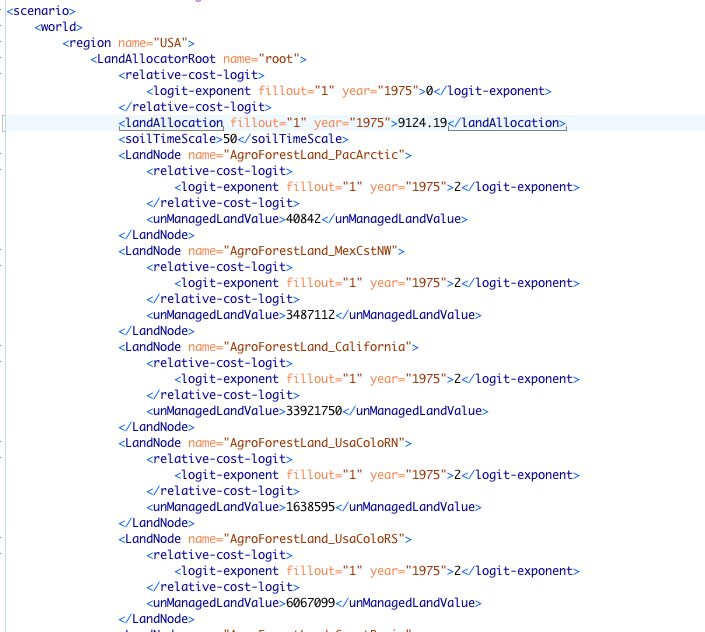 <scenario>
<world>
<region name="USA">
<LandAllocatorRoot name="root">
<relative-cost-logit>
<logit-exponent fillout="1" year="1975">0</logit-exponent>
</relative-cost-logit>
<landAllocation fillout="1" year="1975">9124.19</landAllocation>
<soilTimeScale>50</soilTimeScale>
<LandNode name="AgroForestLand_PacArctic">
<relative-cost-logit>
<logit-exponent fillout="1" year="1975">2</logit-exponent>
</relative-cost-logit>
<unManagedLandValue>40842</unManagedLandValue>
</LandNode>
<LandNode name="AgroForestLand_MexCstNW">
<relative-cost-logit>
<logit-exponent fillout="1" year="1975">2</logit-exponent>
</relative-cost-logit>
<unManagedLandValue>3487112</unManagedLandValue>
</LandNode>
<LandNode name="AgroForestLand_California">
<relative-cost-logit>
<logit-exponent fillout="1" year="1975">2</logit-exponent>
</relative-cost-logit>
<unManagedLandValue>33921750</unManagedLandValue>
</LandNode>
<LandNode name="AgroForestLand_UsaColoRN">
<relative-cost-logit>
<logit-exponent fillout="1" year="1975">2</logit-exponent>
</relative-cost-logit>
<unManagedLandValue>1638595</unManagedLandValue>
</LandNode>
<LandNode name="AgroForestLand_UsaColoRS">
<relative-cost-logit>
<logit-exponent fillout="1" year="1975">2</logit-exponent>
</relative-cost-logit>
<unManagedLandValue>6067099</unManagedLandValue>
</LandNode>